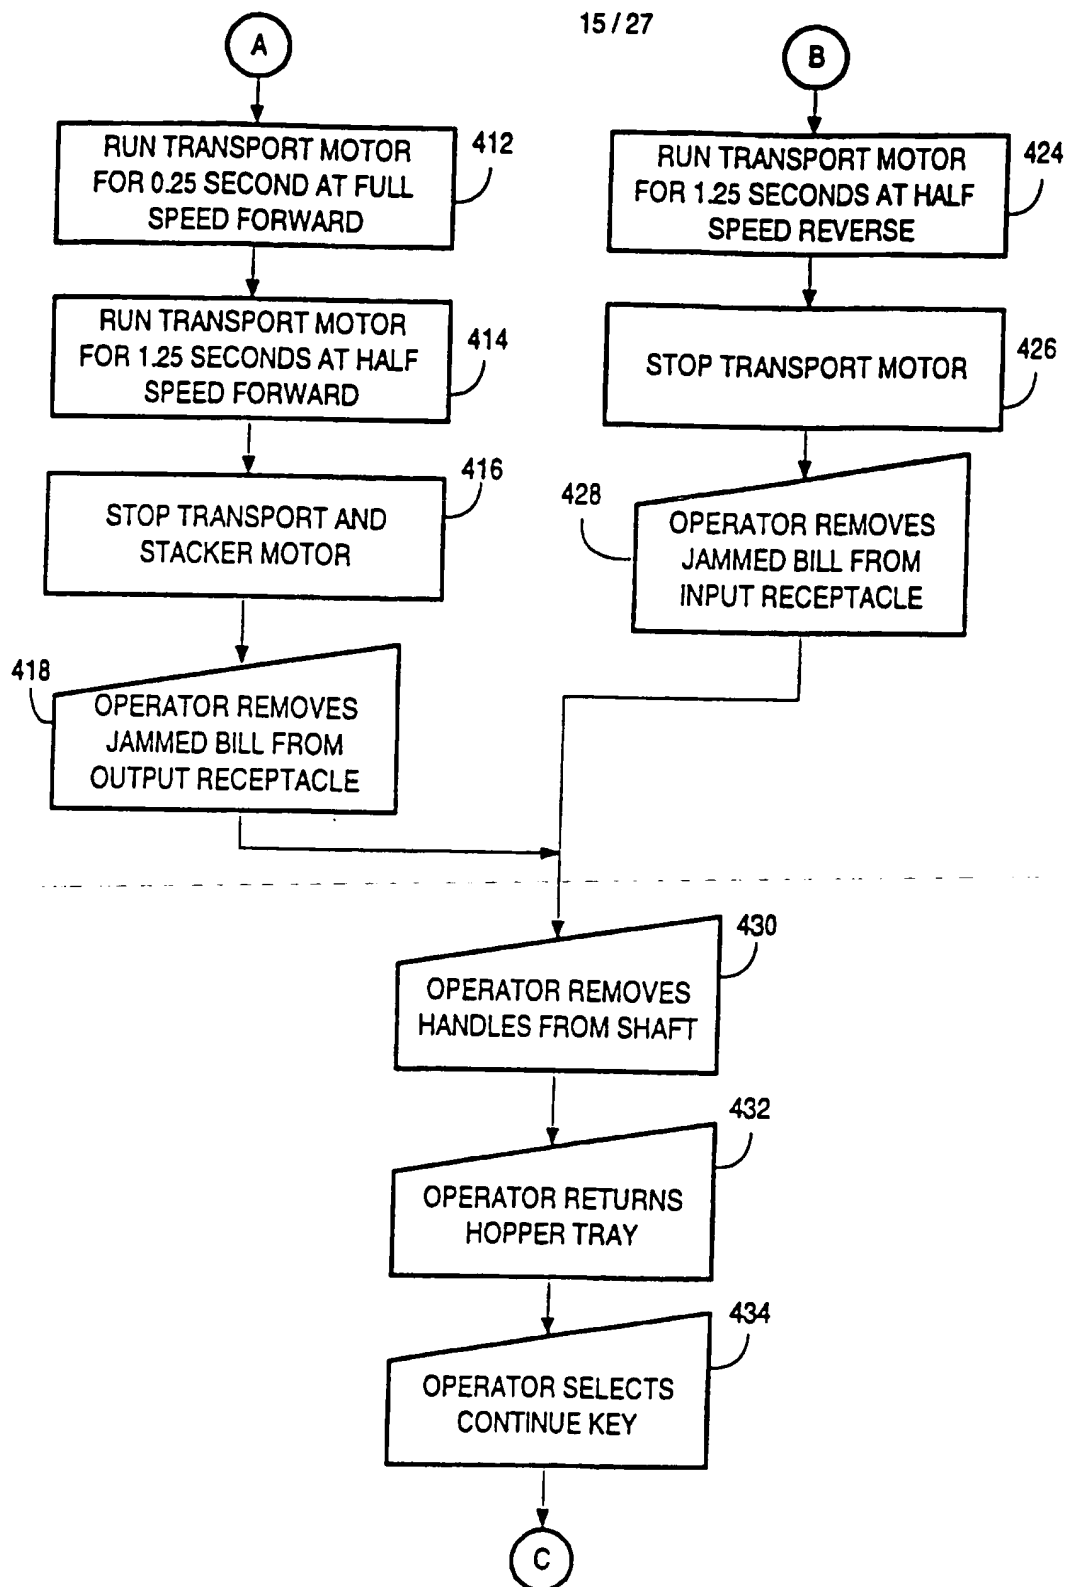 15/27
A
RUN TRANSPORT MOTOR
FOR 0.25 SECOND AT FULL
SPEED FORWARD
412
RUN TRANSPORT MOTOR
FOR 1.25 SECONDS AT HALF
SPEED FORWARD
414
STOP TRANSPORT AND
STACKER MOTOR
416
418
OPERATOR REMOVES
JAMMED BILL FROM
OUTPUT RECEPTACLE
B
RUN TRANSPORT MOTOR
FOR 1.25 SECONDS AT HALF
SPEED REVERSE
424
STOP TRANSPORT MOTOR
426
428
OPERATOR REMOVES
JAMMED BILL FROM
INPUT RECEPTACLE
430
OPERATOR REMOVES
HANDLES FROM SHAFT
432
OPERATOR RETURNS
HOPPER TRAY
434
OPERATOR SELECTS
CONTINUE KEY
C